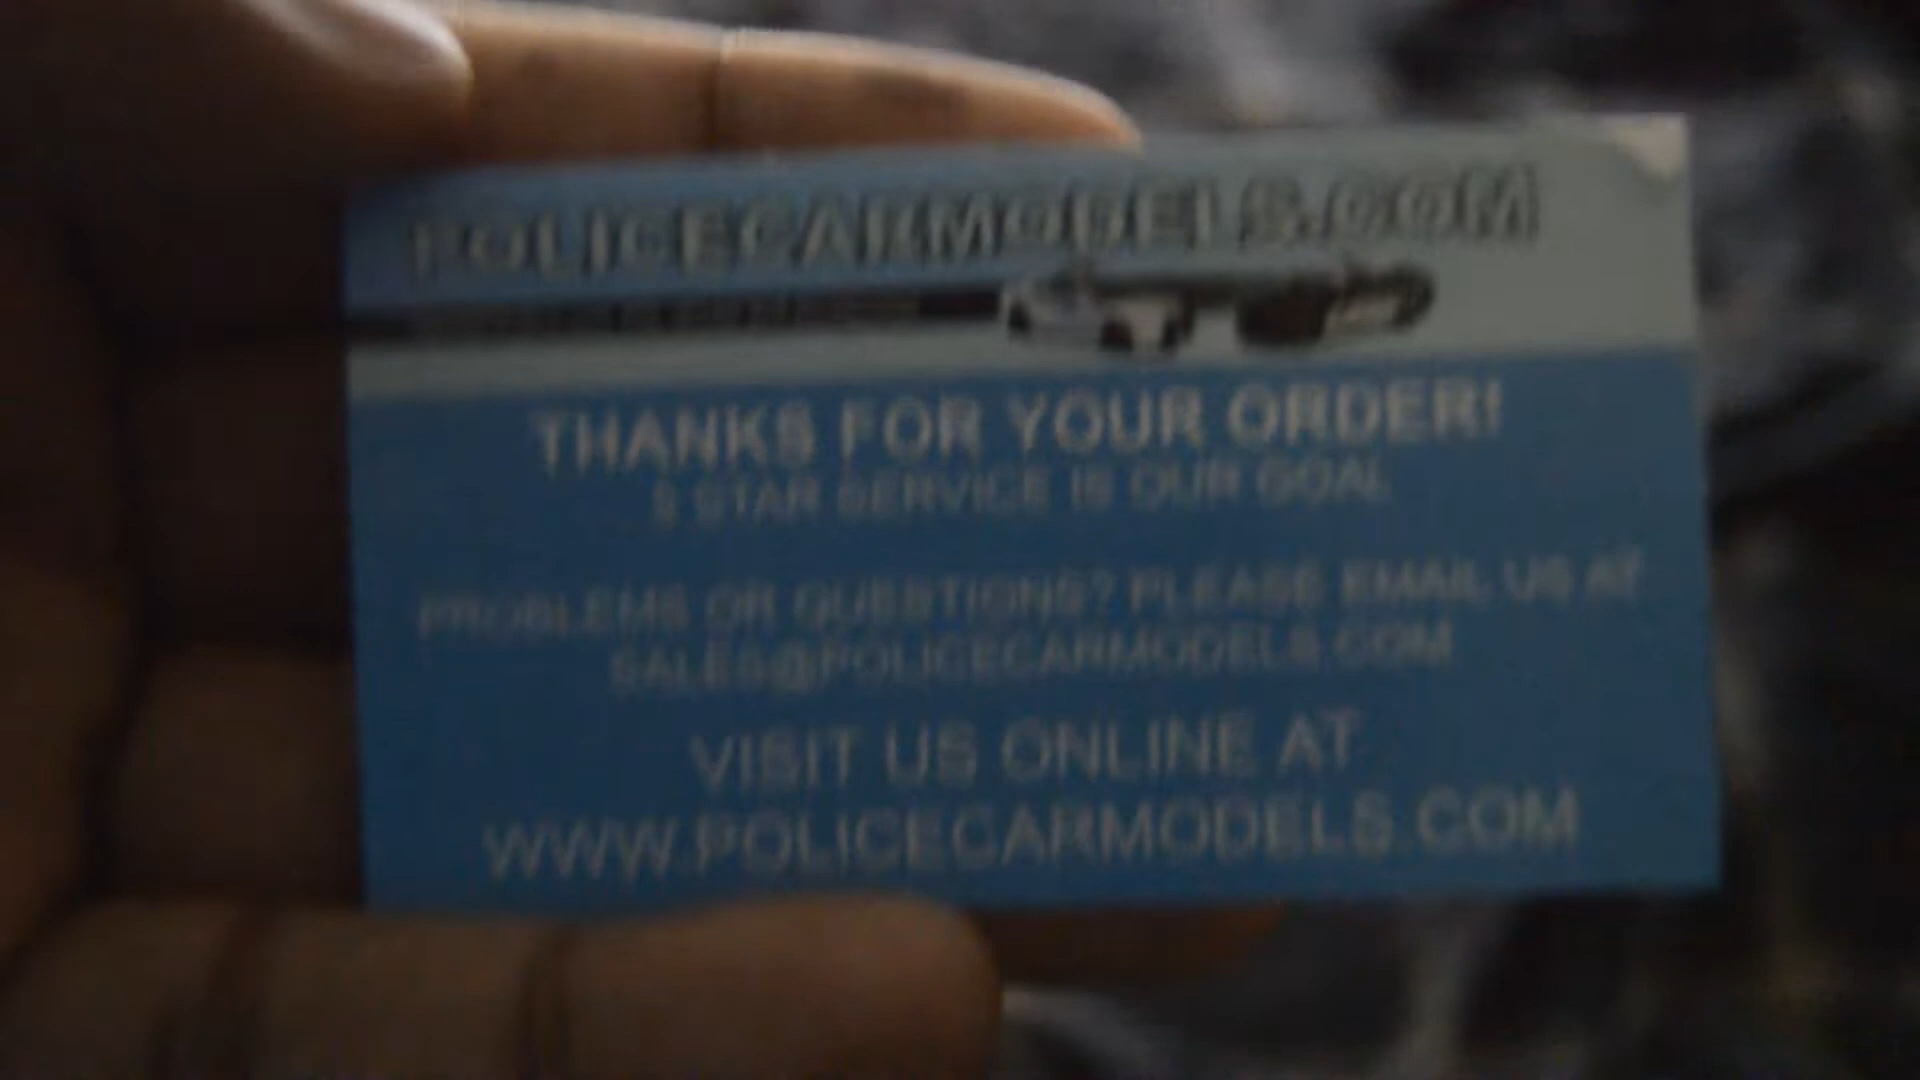 POLICECARMODELS.COM
THANKS FOR YOUR ORDER!
5 STAR SERVICE IS OUR GOAL
PROBLEMS OR QUESTIONS? PLEASE EMAIL US AT
SALES@POLICECARMODELS.COM
VISIT US ONLINE AT
WWW.POLICECARMODELS.COM